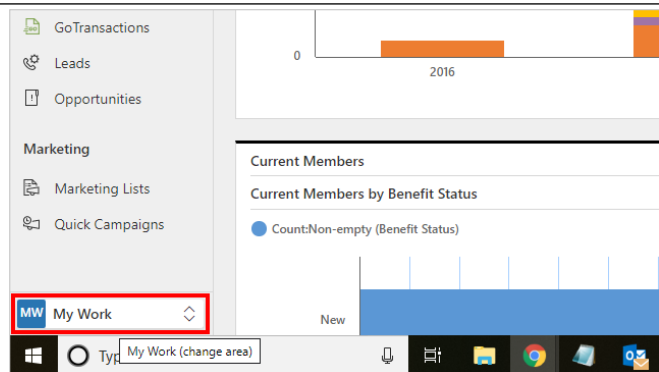 GoTransactions
Leads
Opportunities
Marketing
Marketing Lists
Quick Campaigns
MW My Work
My Work (change area)
Typ
0
2016
Current Members
Current Members by Benefit Status
Count:Non-empty (Benefit Status)
New